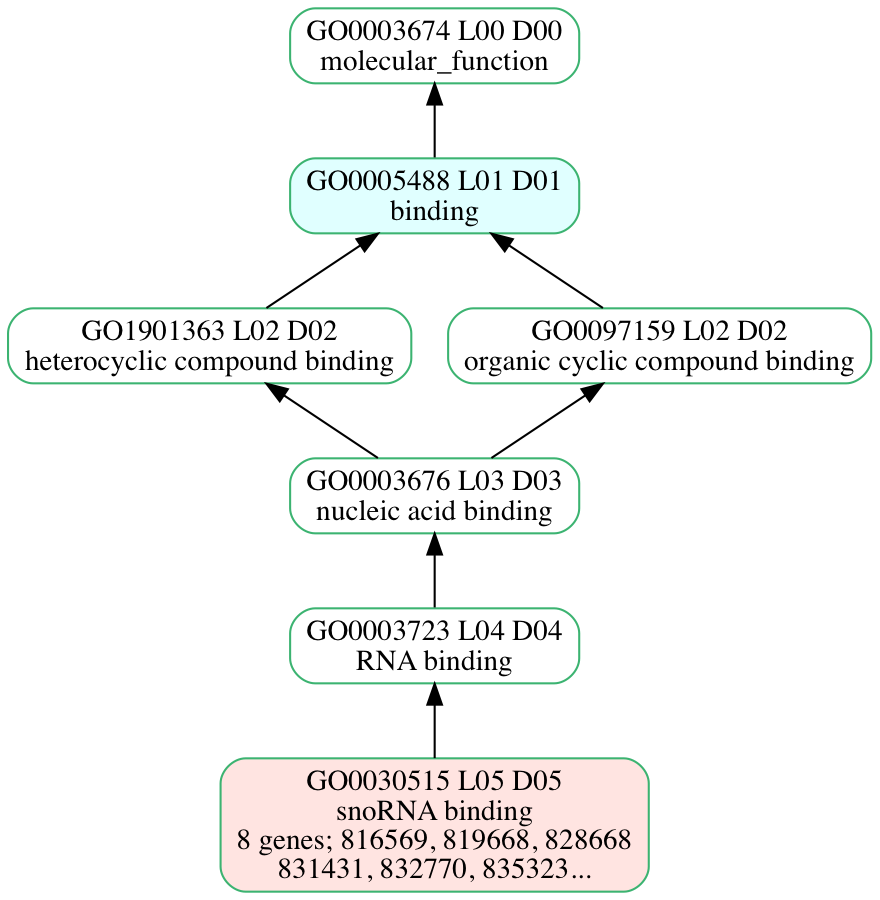 GO0003674 L00 D00
molecular_function
GO0005488 L01 D01
binding
GO1901363 L02 D02
heterocyclic compound binding
GO0097159 L02 D02
organic cyclic compound binding
GO0003676 L03 D03
nucleic acid binding
GO0003723 L04 D04
RNA binding
GO0030515 L05 D05
snoRNA binding
8 genes; 816569, 819668, 828668
831431, 832770, 835323...